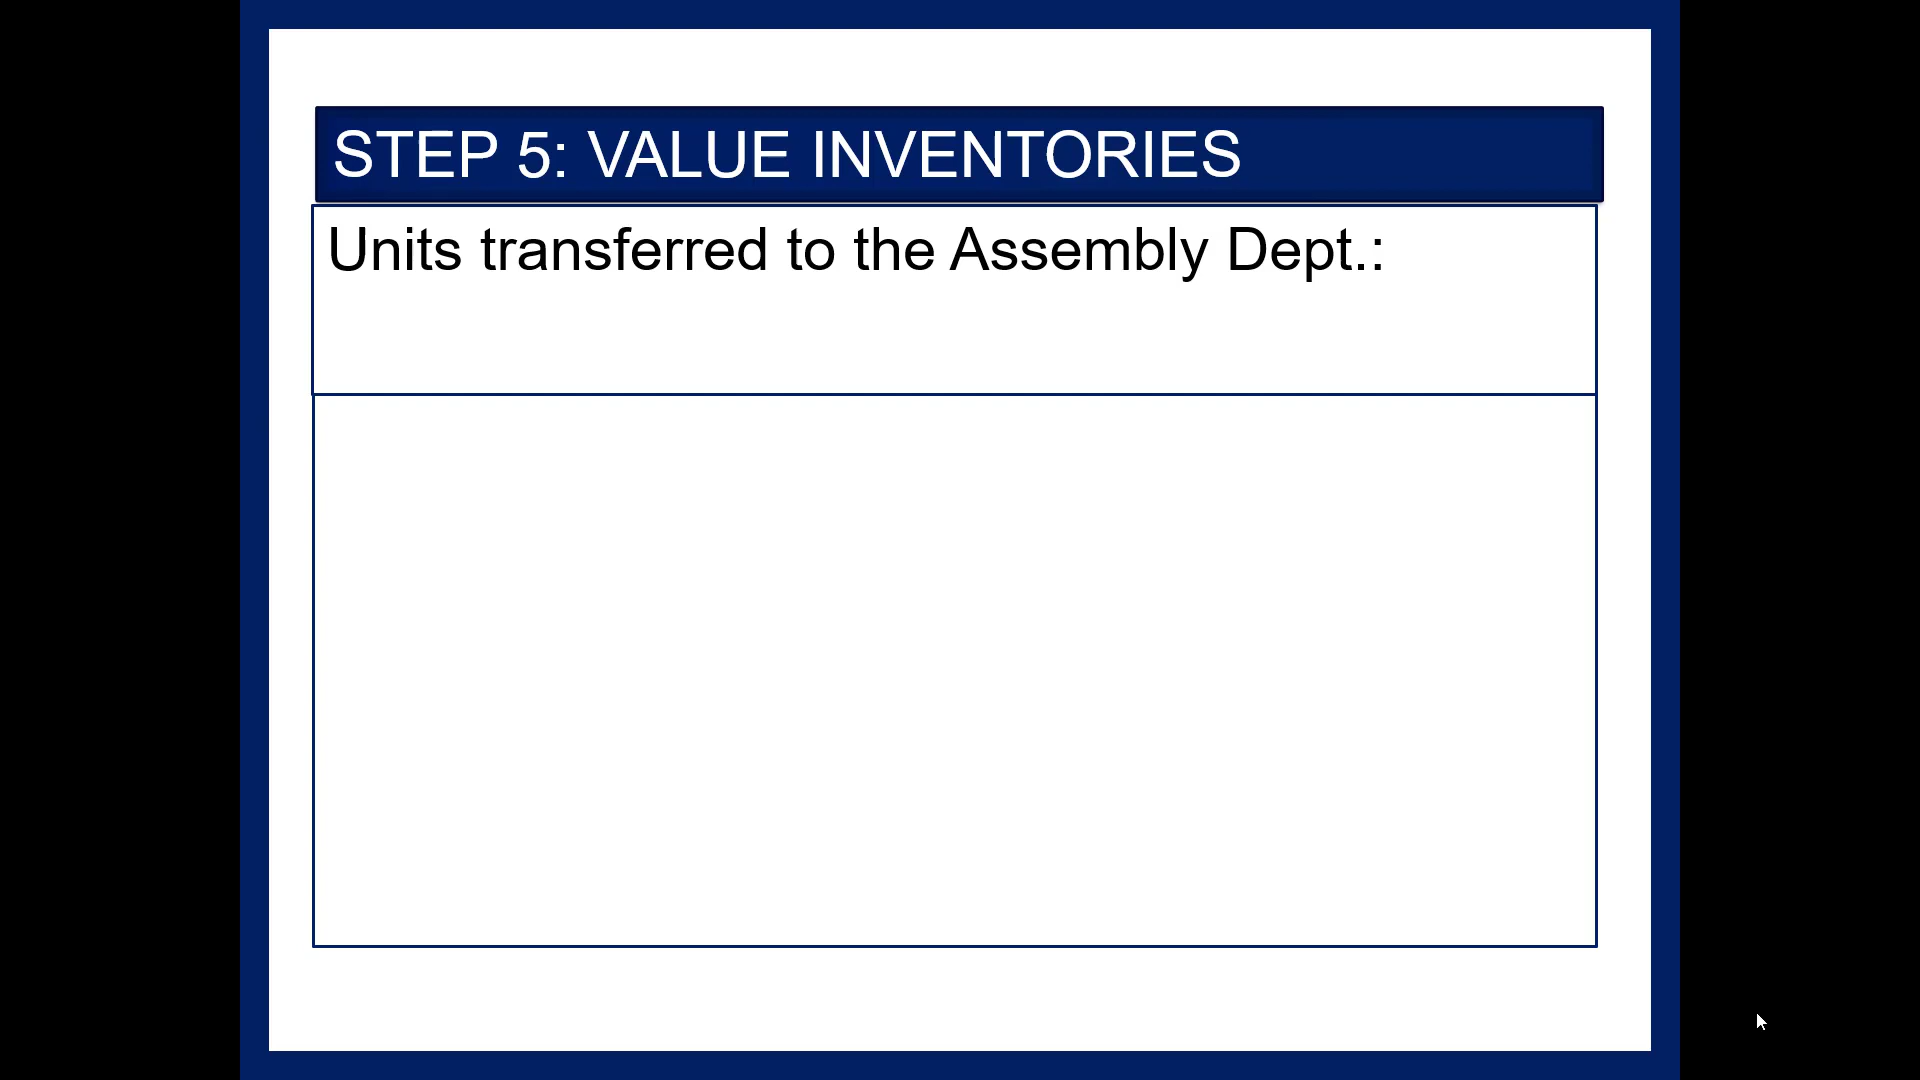 STEP 5: VALUE INVENTORIES
Units transferred to the Assembly Dept.: